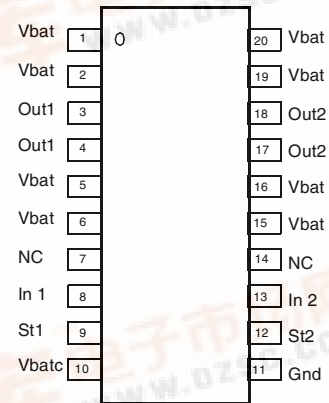 Vbat 1 20 Vbat
Vbat 2 19 Vbat
Out1 3 18 Out2
Out1 4 17 Out2
Vbat 5 16 Vbat
Vbat 6 15 Vbat
NC 7 14 NC
In 1 8 13 In 2
St1 9 12 St2
Vbatc 10 11 Gnd